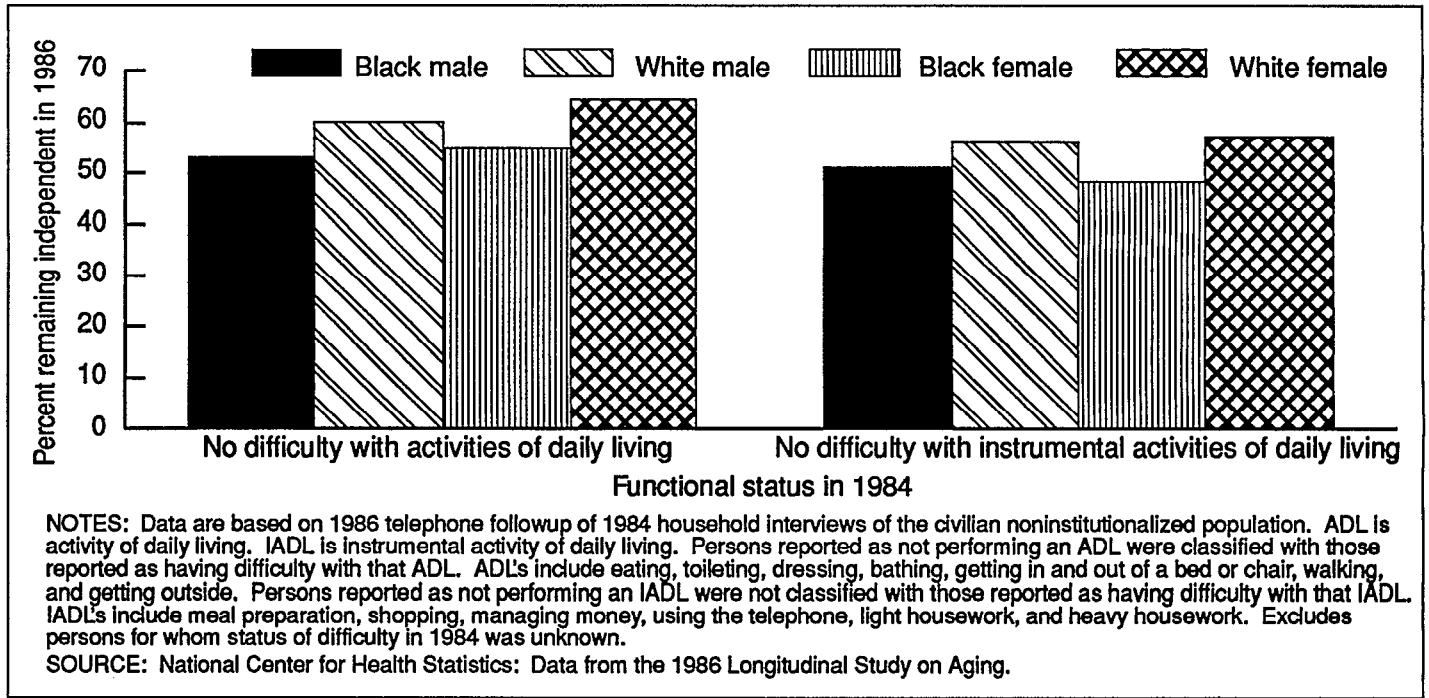 Percent remaining independent in 1986
70
60
50
40
30
20
10
0
Black male
White male
Black female
White female
No difficulty with activities of daily living
No difficulty with instrumental activities of daily living
Functional status in 1984
NOTES: Data are based on 1986 telephone followup of 1984 household interviews of the civilian noninstitutionalized population. ADL is
activity of daily living. IADL is instrumental activity of daily living. Persons reported as not performing an ADL were classified with those
reported as having difficulty with that ADL. ADL's include eating, toileting, dressing, bathing, getting in and out of a bed or chair, walking,
and getting outside. Persons reported as not performing an IADL were not classified with those reported as having difficulty with that IADL.
IADL's include meal preparation, shopping, managing money, using the telephone, light housework, and heavy housework. Excludes
persons for whom status of difficulty in 1984 was unknown.
SOURCE: National Center for Health Statistics: Data from the 1986 Longitudinal Study on Aging.